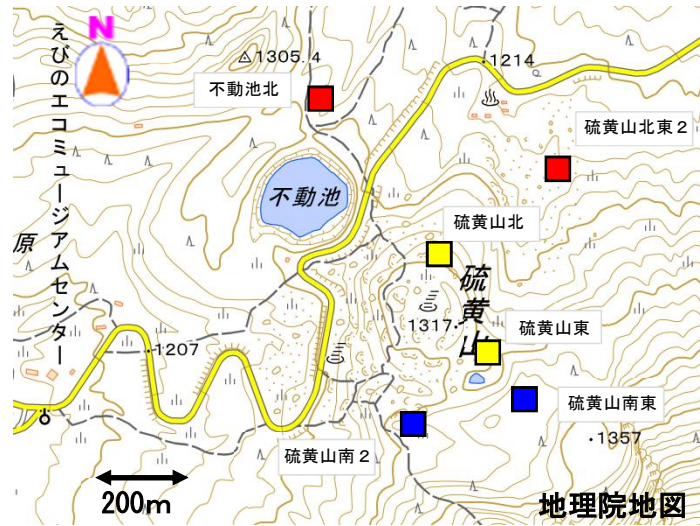 N
えびのエコミュージアムセンター
1305.4
1214
不動池北
硫黄山北東2
不動池
硫黄山北
原
硫黄山
1317
硫黄山東
1207
硫黄山南東
硫黄山南2
1357
200m
地理院地図